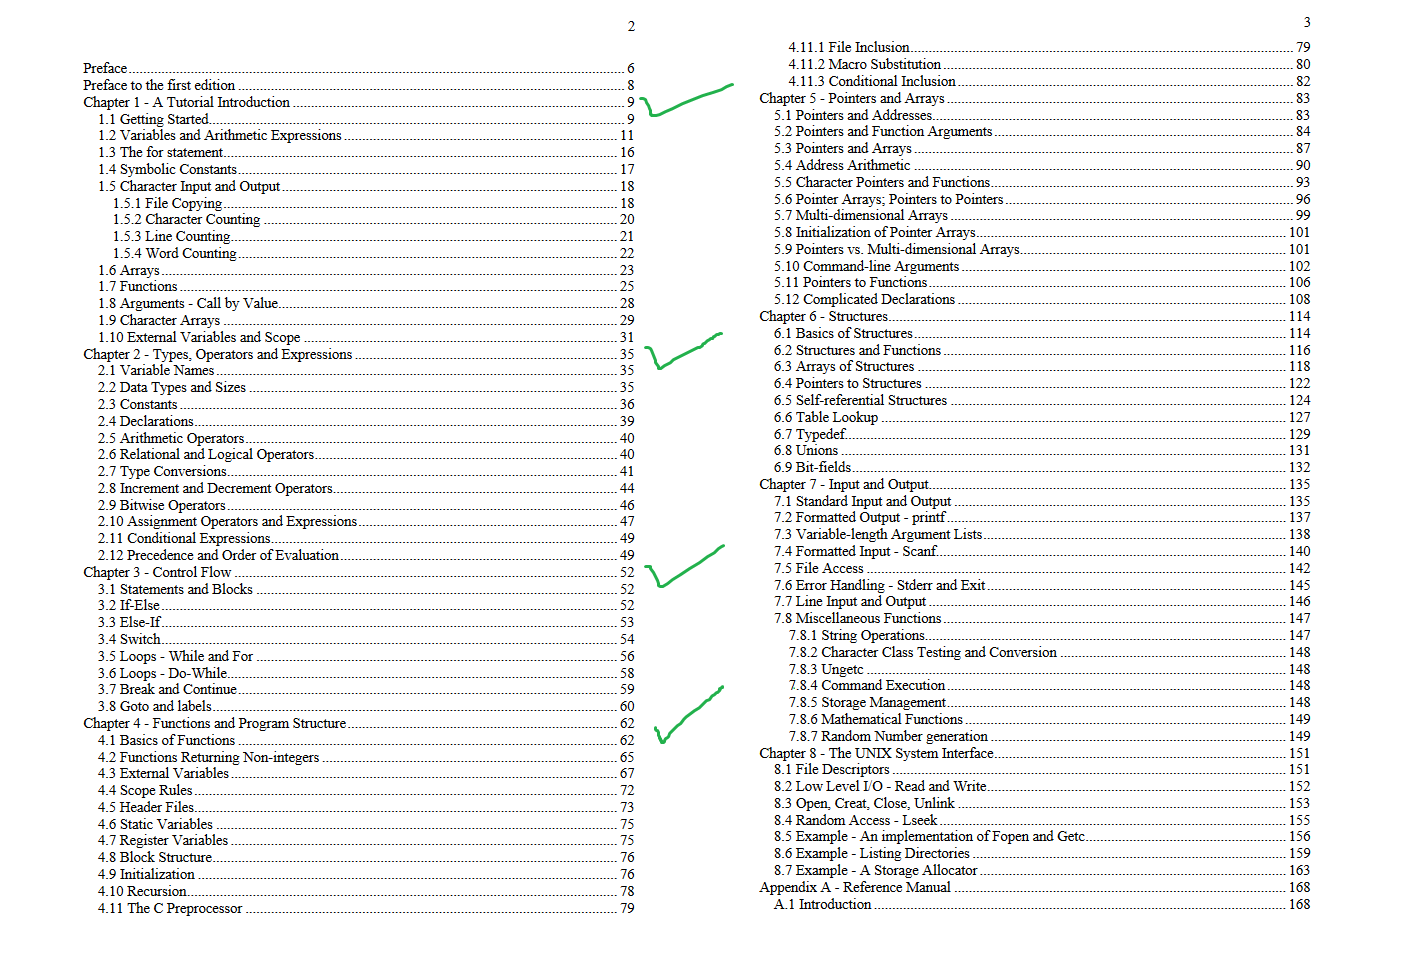 2
Preface ........ 6
Preface to the first edition ........ 8
Chapter 1 - A Tutorial Introduction ........ 9
1.1 Getting Started ........ 9
1.2 Variables and Arithmetic Expressions ........ 11
1.3 The for statement ........ 16
1.4 Symbolic Constants ........ 17
1.5 Character Input and Output ........ 18
1.5.1 File Copying ........ 18
1.5.2 Character Counting ........ 20
1.5.3 Line Counting ........ 21
1.5.4 Word Counting ........ 22
1.6 Arrays ........ 23
1.7 Functions ........ 25
1.8 Arguments - Call by Value ........ 28
1.9 Character Arrays ........ 29
1.10 External Variables and Scope ........ 31
Chapter 2 - Types, Operators and Expressions ........ 35
2.1 Variable Names ........ 35
2.2 Data Types and Sizes ........ 35
2.3 Constants ........ 36
2.4 Declarations ........ 39
2.5 Arithmetic Operators ........ 40
2.6 Relational and Logical Operators ........ 40
2.7 Type Conversions ........ 41
2.8 Increment and Decrement Operators ........ 44
2.9 Bitwise Operators ........ 46
2.10 Assignment Operators and Expressions ........ 47
2.11 Conditional Expressions ........ 49
2.12 Precedence and Order of Evaluation ........ 49
Chapter 3 - Control Flow ........ 52
3.1 Statements and Blocks ........ 52
3.2 If-Else ........ 52
3.3 Else-If ........ 53
3.4 Switch ........ 54
3.5 Loops - While and For ........ 56
3.6 Loops - Do-While ........ 58
3.7 Break and Continue ........ 59
3.8 Goto and labels ........ 60
Chapter 4 - Functions and Program Structure ........ 62
4.1 Basics of Functions ........ 62
4.2 Functions Returning Non-integers ........ 65
4.3 External Variables ........ 67
4.4 Scope Rules ........ 72
4.5 Header Files ........ 73
4.6 Static Variables ........ 75
4.7 Register Variables ........ 75
4.8 Block Structure ........ 76
4.9 Initialization ........ 76
4.10 Recursion ........ 78
4.11 The C Preprocessor ........ 79
3
4.11.1 File Inclusion ........ 79
4.11.2 Macro Substitution ........ 80
4.11.3 Conditional Inclusion ........ 82
Chapter 5 - Pointers and Arrays ........ 83
5.1 Pointers and Addresses ........ 83
5.2 Pointers and Function Arguments ........ 84
5.3 Pointers and Arrays ........ 87
5.4 Address Arithmetic ........ 90
5.5 Character Pointers and Functions ........ 93
5.6 Pointer Arrays; Pointers to Pointers ........ 96
5.7 Multi-dimensional Arrays ........ 99
5.8 Initialization of Pointer Arrays ........ 101
5.9 Pointers vs. Multi-dimensional Arrays ........ 101
5.10 Command-line Arguments ........ 102
5.11 Pointers to Functions ........ 106
5.12 Complicated Declarations ........ 108
Chapter 6 - Structures ........ 114
6.1 Basics of Structures ........ 114
6.2 Structures and Functions ........ 116
6.3 Arrays of Structures ........ 118
6.4 Pointers to Structures ........ 122
6.5 Self-referential Structures ........ 124
6.6 Table Lookup ........ 127
6.7 Typedef ........ 129
6.8 Unions ........ 131
6.9 Bit-fields ........ 132
Chapter 7 - Input and Output ........ 135
7.1 Standard Input and Output ........ 135
7.2 Formatted Output - printf ........ 137
7.3 Variable-length Argument Lists ........ 138
7.4 Formatted Input - Scanf ........ 140
7.5 File Access ........ 142
7.6 Error Handling - Stderr and Exit ........ 145
7.7 Line Input and Output ........ 146
7.8 Miscellaneous Functions ........ 147
7.8.1 String Operations ........ 147
7.8.2 Character Class Testing and Conversion ........ 148
7.8.3 Ungetc ........ 148
7.8.4 Command Execution ........ 148
7.8.5 Storage Management ........ 148
7.8.6 Mathematical Functions ........ 149
7.8.7 Random Number generation ........ 149
Chapter 8 - The UNIX System Interface ........ 151
8.1 File Descriptors ........ 151
8.2 Low Level I/O - Read and Write ........ 152
8.3 Open, Creat, Close, Unlink ........ 153
8.4 Random Access - Lseek ........ 155
8.5 Example - An implementation of Fopen and Getc ........ 156
8.6 Example - Listing Directories ........ 159
8.7 Example - A Storage Allocator ........ 163
Appendix A - Reference Manual ........ 168
A.1 Introduction ........ 168